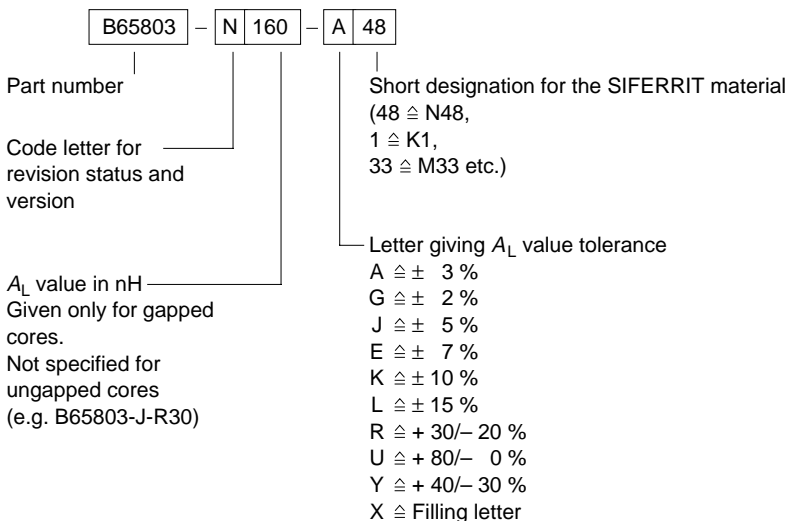 B65803 – N 160 – A 48
Part number
Short designation for the SIFERRIT material
(48 ≙ N48,
1 ≙ K1,
33 ≙ M33 etc.)
Code letter for
revision status and
version
A_L value in nH
Given only for gapped
cores.
Not specified for
ungapped cores
(e.g. B65803-J-R30)
Letter giving A_L value tolerance
A ≙ ± 3 %
G ≙ ± 2 %
J ≙ ± 5 %
E ≙ ± 7 %
K ≙ ± 10 %
L ≙ ± 15 %
R ≙ + 30/– 20 %
U ≙ + 80/– 0 %
Y ≙ + 40/– 30 %
X ≙ Filling letter